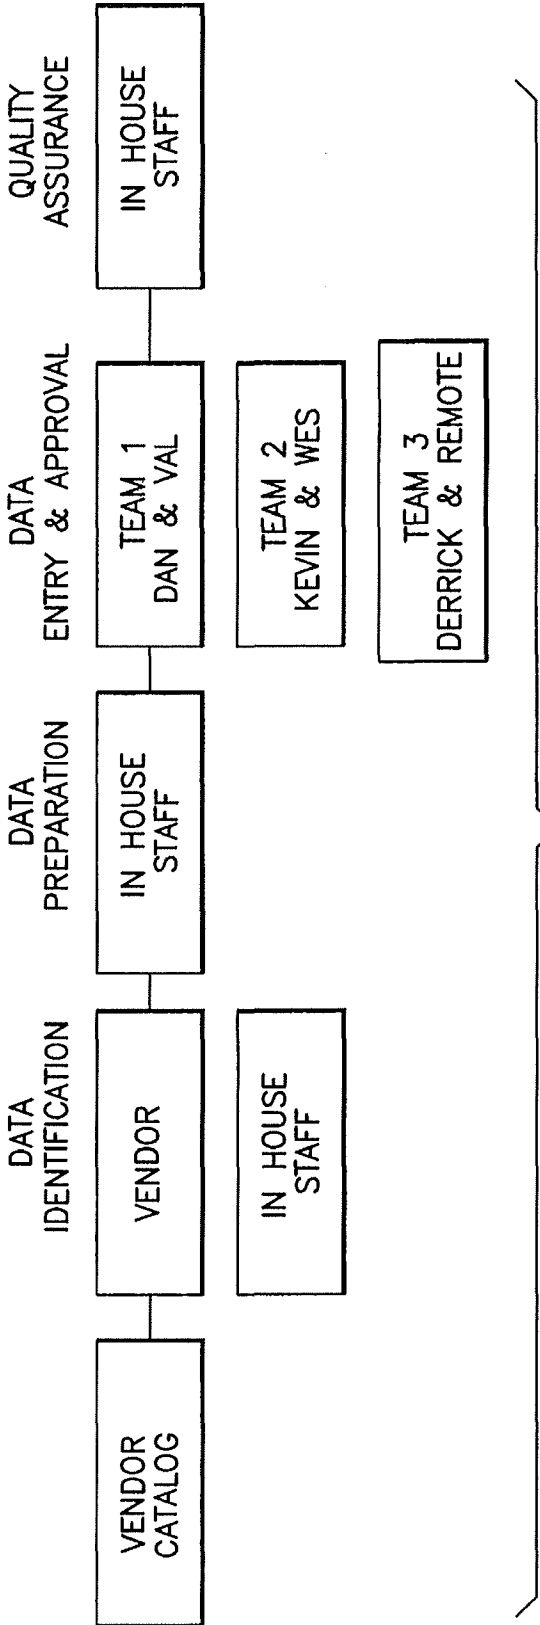 DATA
IDENTIFICATION
DATA
PREPARATION
DATA
ENTRY & APPROVAL
QUALITY
ASSURANCE
VENDOR
CATALOG
VENDOR
IN HOUSE
STAFF
TEAM 1
DAN & VAL
IN HOUSE
STAFF
IN HOUSE
STAFF
TEAM 2
KEVIN & WES
TEAM 3
DERRICK & REMOTE